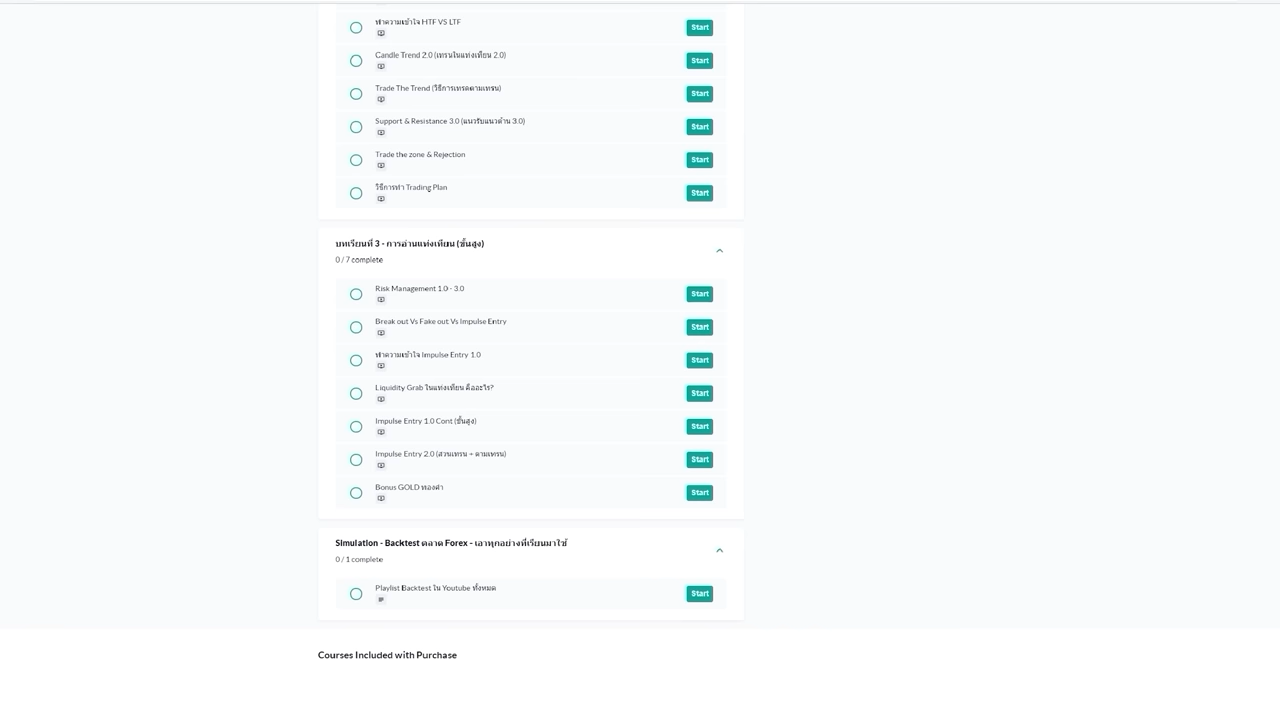 ทำความเข้าใจ HTF VS LTF
Start
Candle Trend 2.0 (เทรนในแท่งเทียน 2.0)
Start
Trade The Trend (วิธีการเทรดตามเทรน)
Start
Support & Resistance 3.0 (แนวรับแนวต้าน 3.0)
Start
Trade the zone & Rejection
Start
วิธีการทำ Trading Plan
Start
บทเรียนที่ 3 - การอ่านแท่งเทียน (ขั้นสูง)
0 / 7 complete
Risk Management 1.0 - 3.0
Start
Break out Vs Fake out Vs Impulse Entry
Start
ทำความเข้าใจ Impulse Entry 1.0
Start
Liquidity Grab ในแท่งเทียน คืออะไร?
Start
Impulse Entry 1.0 Cont (ขั้นสูง)
Start
Impulse Entry 2.0 (สวนเทรน + ตามเทรน)
Start
Bonus GOLD ทองคำ
Start
Simulation - Backtest ตลาด Forex - เอาทุกอย่างที่เรียนมาใช้
0 / 1 complete
Playlist Backtest ใน Youtube ทั้งหมด
Start
Courses Included with Purchase